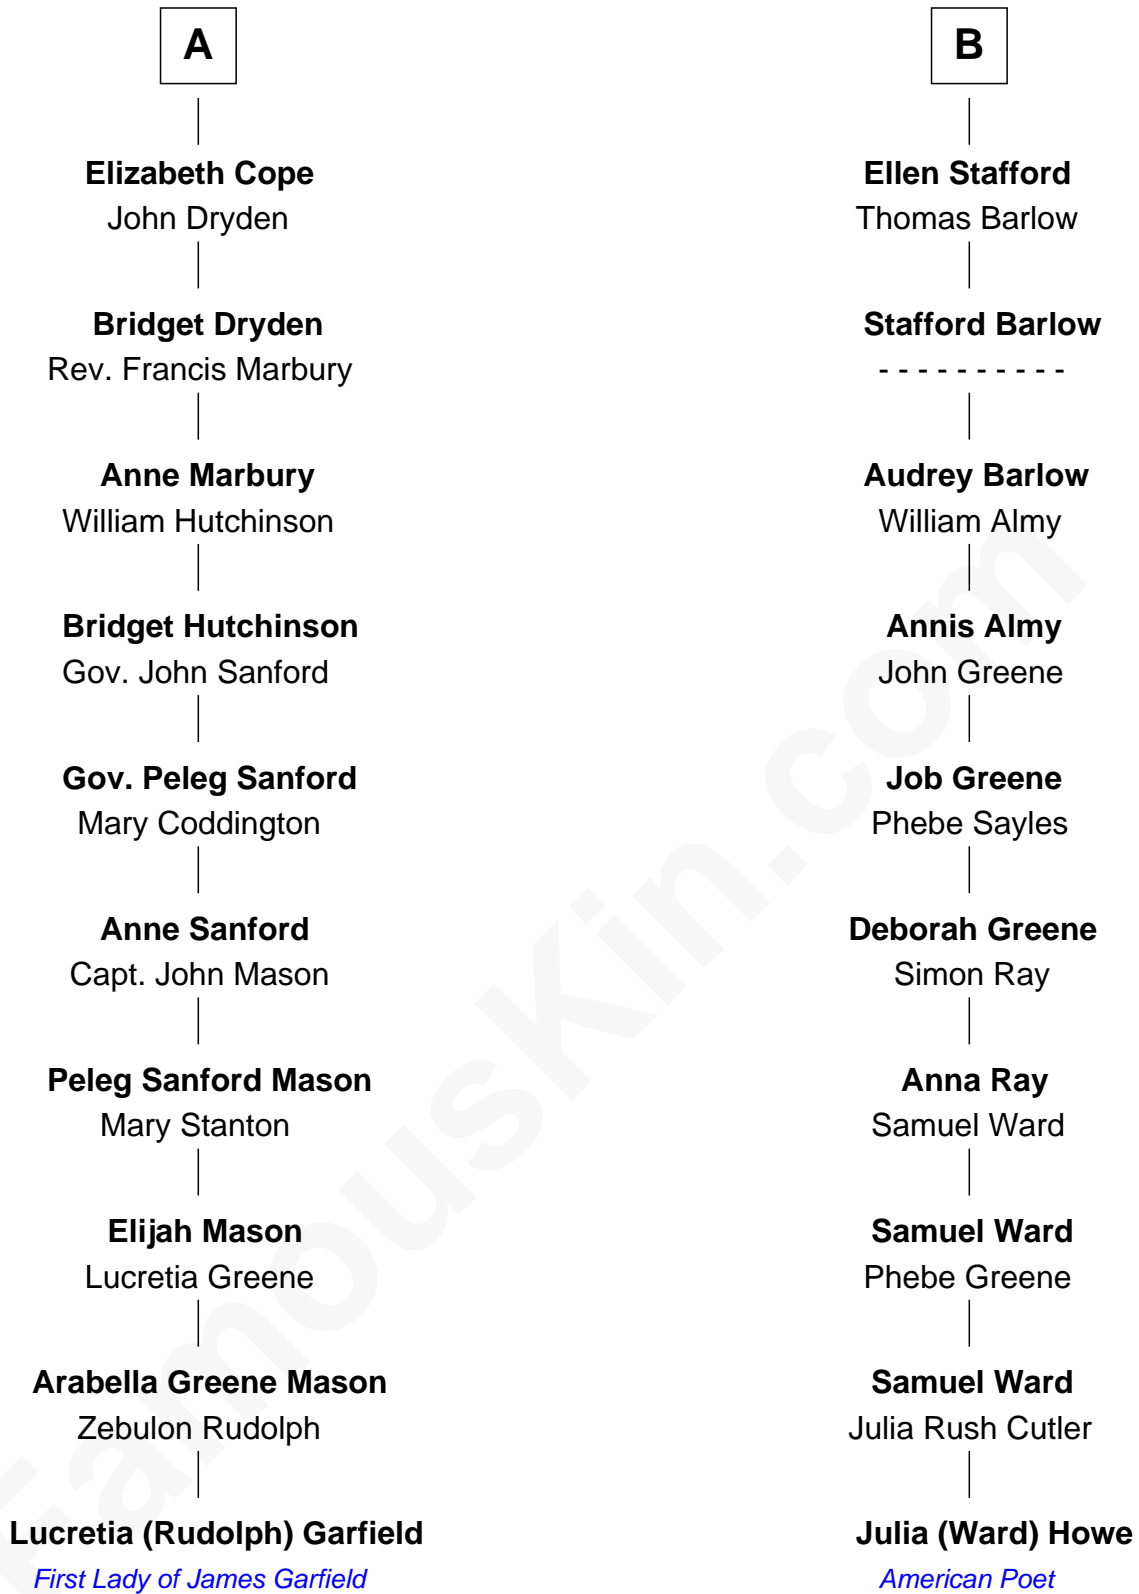 A
Elizabeth Cope
John Dryden
Bridget Dryden
Rev. Francis Marbury
Anne Marbury
William Hutchinson
Bridget Hutchinson
Gov. John Sanford
Gov. Peleg Sanford
Mary Coddington
Anne Sanford
Capt. John Mason
Peleg Sanford Mason
Mary Stanton
Elijah Mason
Lucretia Greene
Arabella Greene Mason
Zebulon Rudolph
Lucretia (Rudolph) Garfield
First Lady of James Garfield
B
Ellen Stafford
Thomas Barlow
Stafford Barlow
- - - - - - - - - -
Audrey Barlow
William Almy
Annis Almy
John Greene
Job Greene
Phebe Sayles
Deborah Greene
Simon Ray
Anna Ray
Samuel Ward
Samuel Ward
Phebe Greene
Samuel Ward
Julia Rush Cutler
Julia (Ward) Howe
American Poet
FamousKin.com